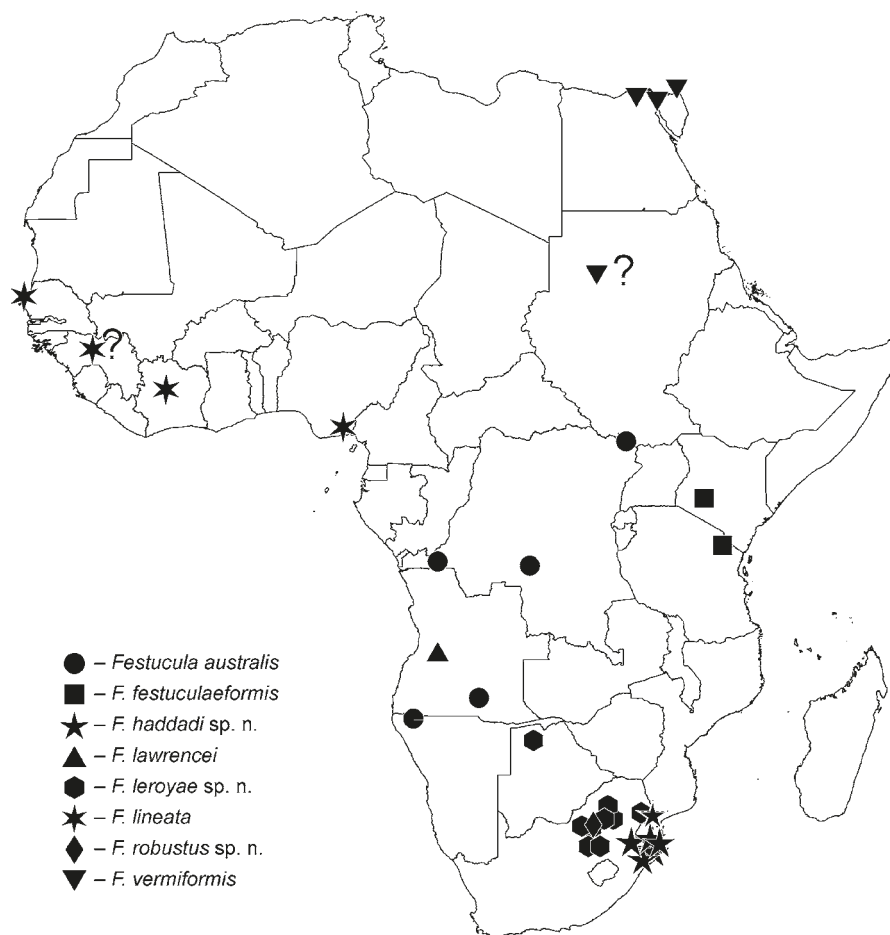 ?
?
– Festucula australis
– F. festuculaeformis
– F. haddadi sp. n.
– F. lawrencei
– F. leroyae sp. n.
– F. lineata
– F. robustus sp. n.
– F. vermiformis